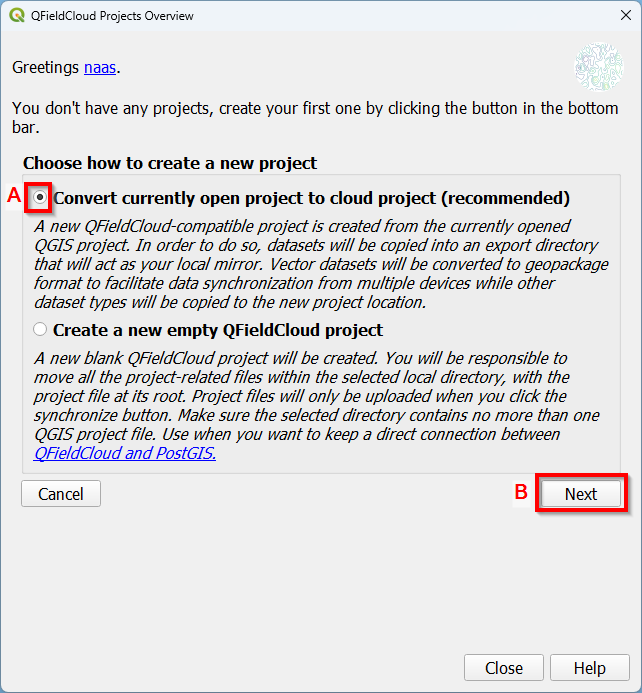 QFieldCloud Projects Overview
Greetings naas.
You don't have any projects, create your first one by clicking the button in the bottom
bar.
Choose how to create a new project
A
Convert currently open project to cloud project (recommended)
A new QFieldCloud-compatible project is created from the currently opened
QGIS project. In order to do so, datasets will be copied into an export directory
that will act as your local mirror. Vector datasets will be converted to geopackage
format to facilitate data synchronization from multiple devices while other
dataset types will be copied to the new project location.
Create a new empty QFieldCloud project
A new blank QFieldCloud project will be created. You will be responsible to
move all the project-related files within the selected local directory, with the
project file at its root. Project files will only be uploaded when you click the
synchronize button. Make sure the selected directory contains no more than one
QGIS project file. Use when you want to keep a direct connection between
QFieldCloud and PostGIS.
Cancel
B
Next
Close
Help